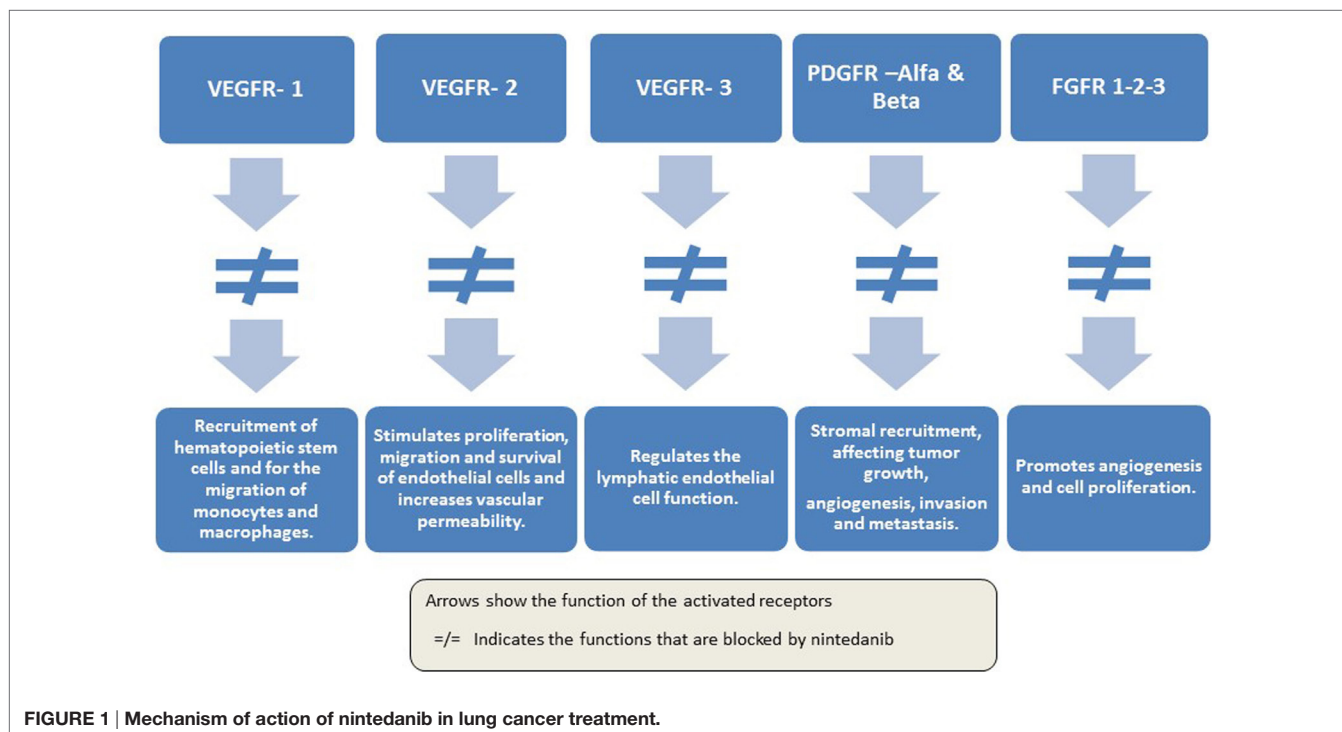 VEGFR- 1
VEGFR- 2
VEGFR- 3
PDGFR –Alfa &
Beta
FGFR 1-2-3
≠
≠
≠
≠
≠
Recruitment of
hematopoietic stem
cells and for the
migration of
monocytes and
macrophages.
Stimulates proliferation,
migration and survival
of endothelial cells and
increases vascular
permeability.
Regulates the
lymphatic endothelial
cell function.
Stromal recruitment,
affecting tumor
growth,
angiogenesis, invasion
and metastasis.
Promotes angiogenesis
and cell proliferation.
Arrows show the function of the activated receptors
=/= Indicates the functions that are blocked by nintedanib
FIGURE 1 | Mechanism of action of nintedanib in lung cancer treatment.